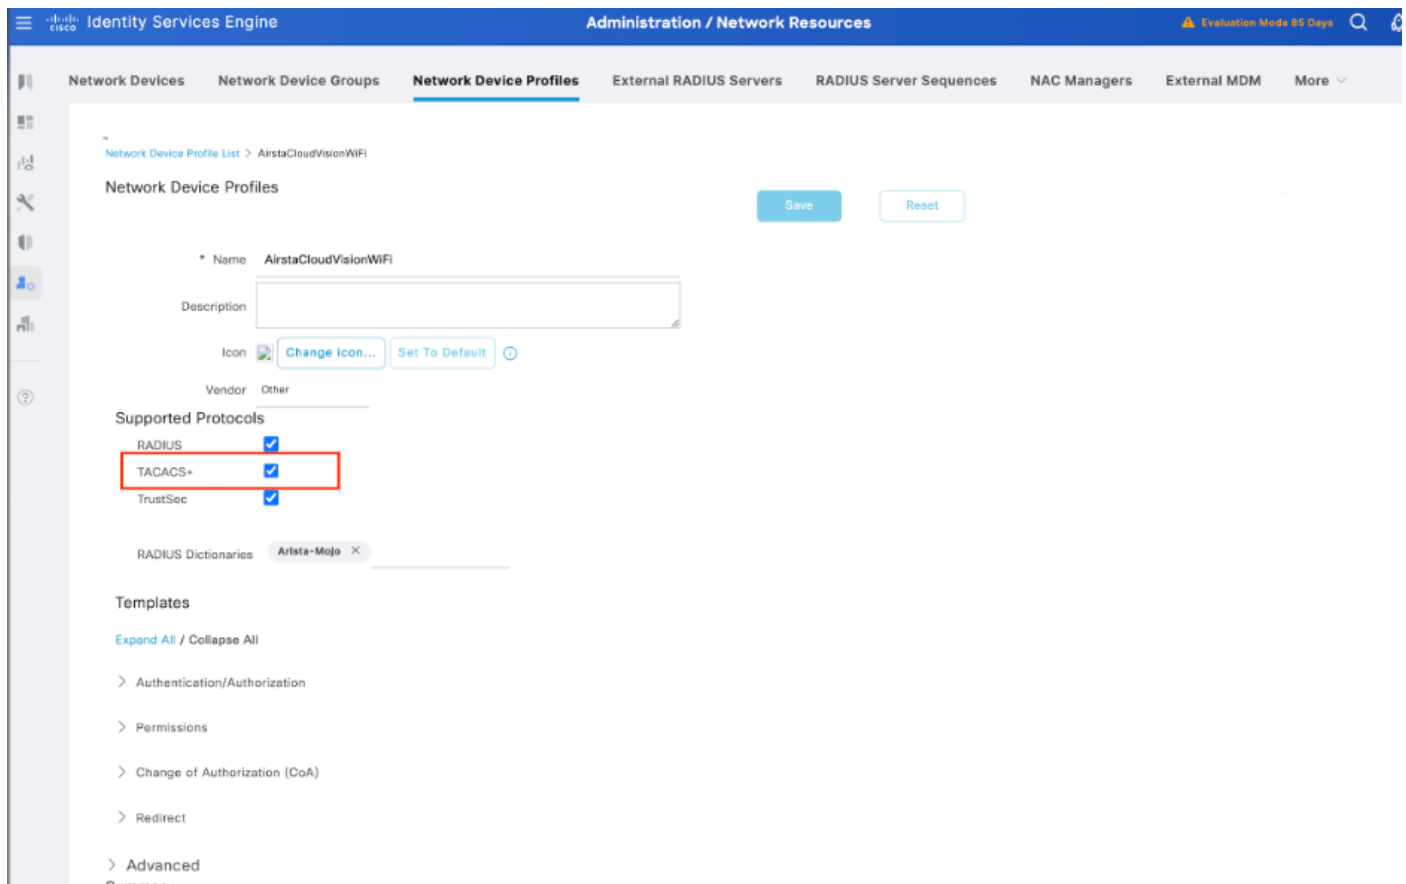 cisco Identity Services Engine
Administration / Network Resources
Evaluation Mode 85 Days
Network Devices
Network Device Groups
Network Device Profiles
External RADIUS Servers
RADIUS Server Sequences
NAC Managers
External MDM
More
Network Device Profile List > AirstaCloudVisionWiFi
Network Device Profiles
Save
Reset
* Name AirstaCloudVisionWiFi
Description
Icon Change icon... Set To Default
Vendor Other
Supported Protocols
RADIUS
TACACS+
TrustSec
RADIUS Dictionaries Arista-Mojo ×
Templates
Expand All / Collapse All
Authentication/Authorization
Permissions
Change of Authorization (CoA)
Redirect
Advanced